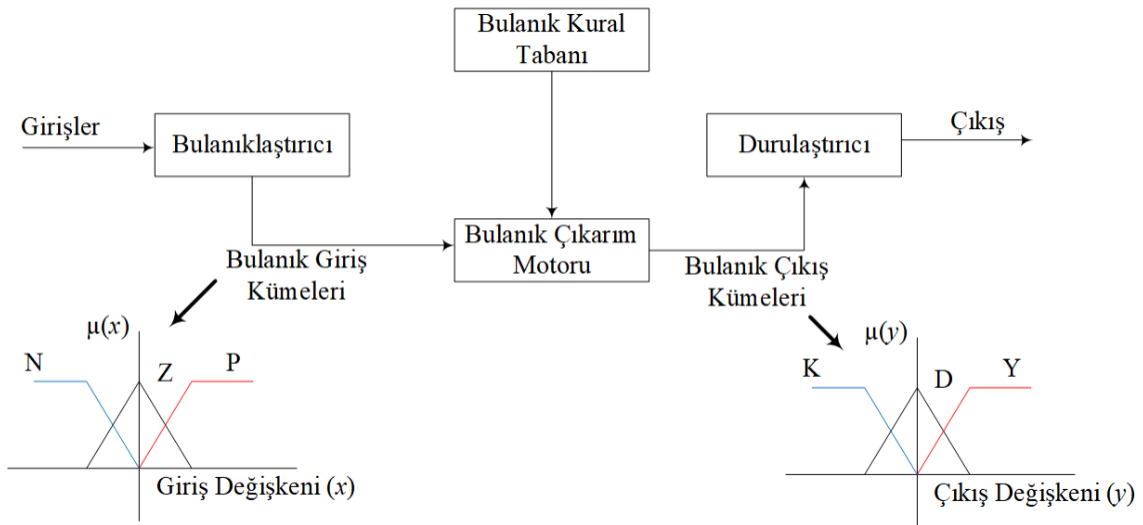 Bulanık Kural
Tabanı
Girişler
Bulanıklaştırıcı
Durulaştırıcı
Çıkış
Bulanık Çıkarım
Motoru
Bulanık Giriş
Kümeleri
Bulanık Çıkış
Kümeleri
µ(x)
N
Z
P
Giriş Değişkeni (x)
µ(y)
K
D
Y
Çıkış Değişkeni (y)